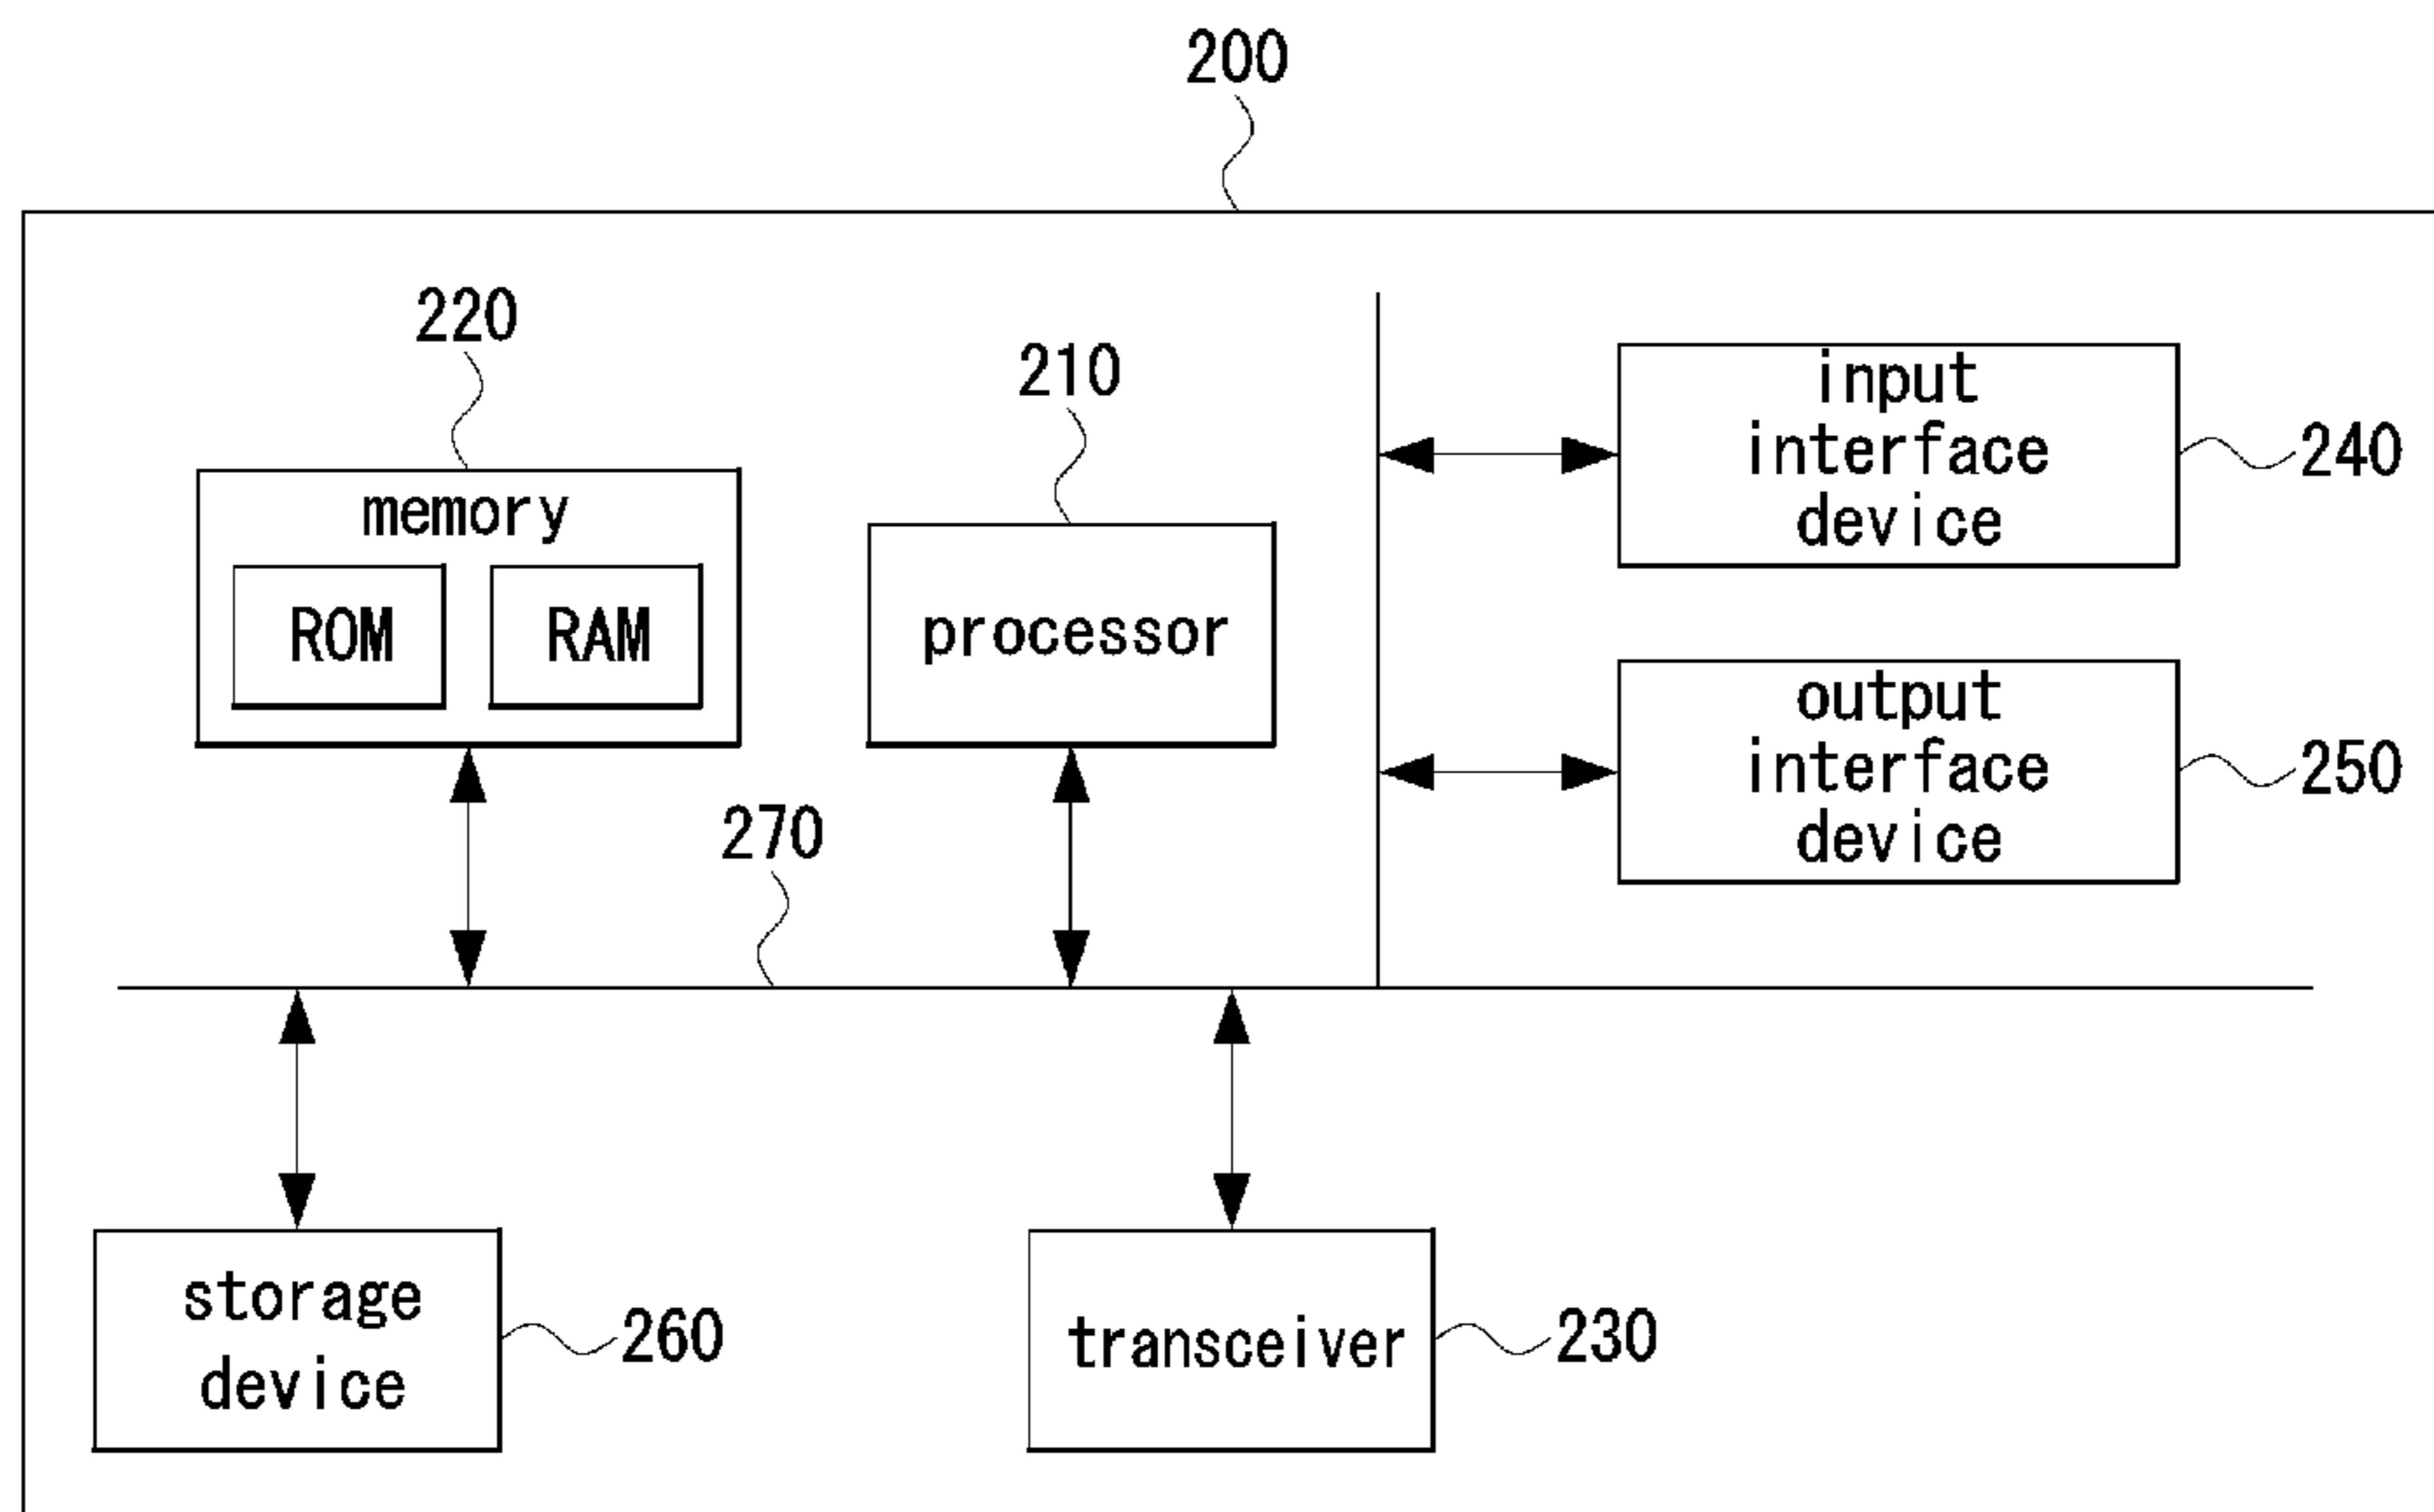 200
220
210
memory
ROM
RAM
processor
input
interface
device
240
output
interface
device
250
270
storage
device
260
transceiver
230